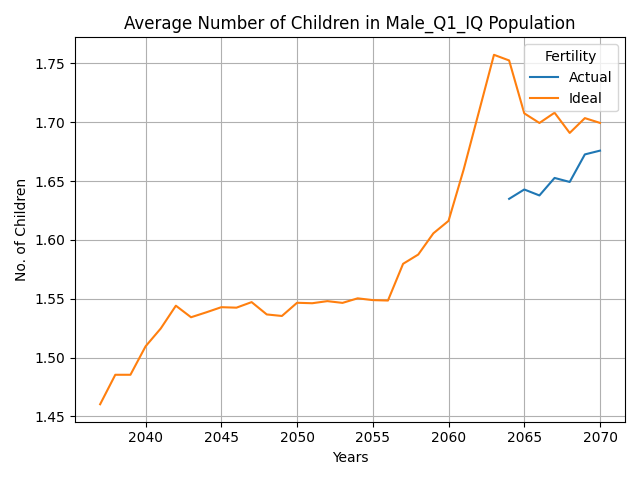 Average Number of Children in Male_Q1_IQ Population
No. of Children
1.75
1.70
1.65
1.60
1.55
1.50
1.45
Fertility
Actual
Ideal
2040 2045 2050 2055 2060 2065 2070
Years